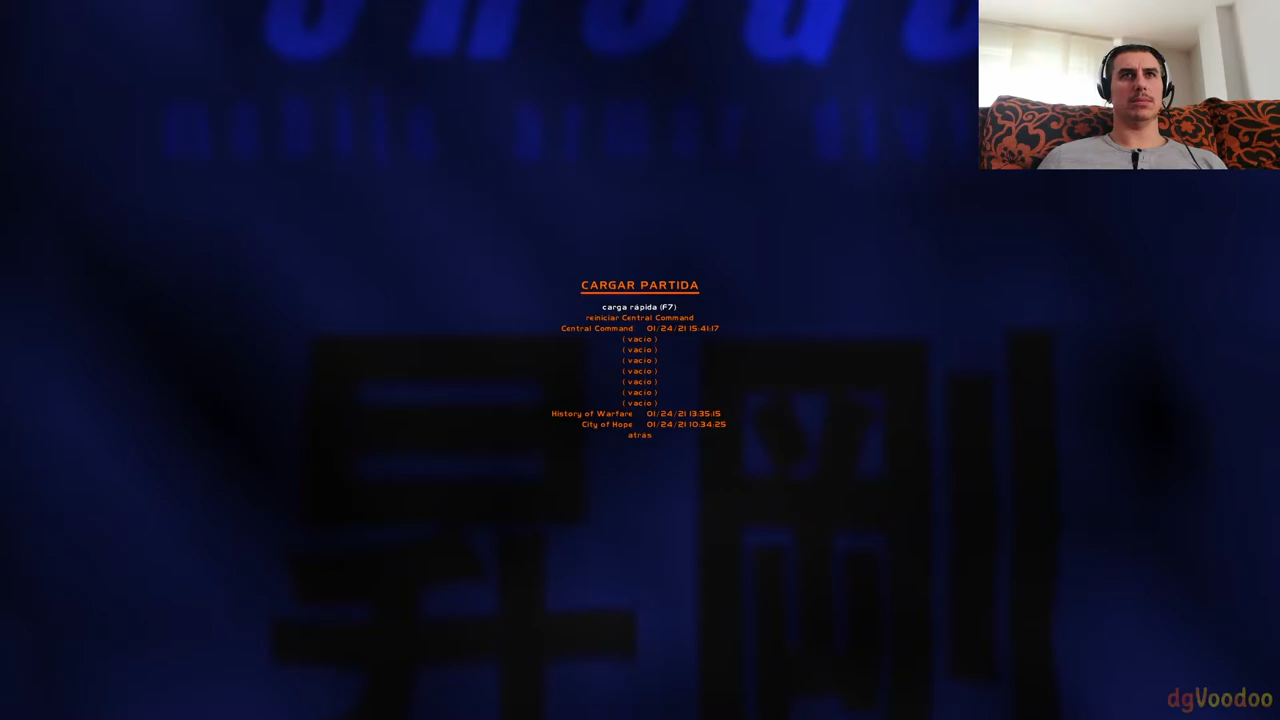 CARGAR PARTIDA
carga rápida (F7)
reiniciar Central Command
Central Command 01/24/21 15:41:17
( vacío )
( vacío )
( vacío )
( vacío )
( vacío )
( vacío )
( vacío )
History of Warfare 01/24/21 13:35:15
City of Hope 01/24/21 10:34:25
atrás
dgVoodoo